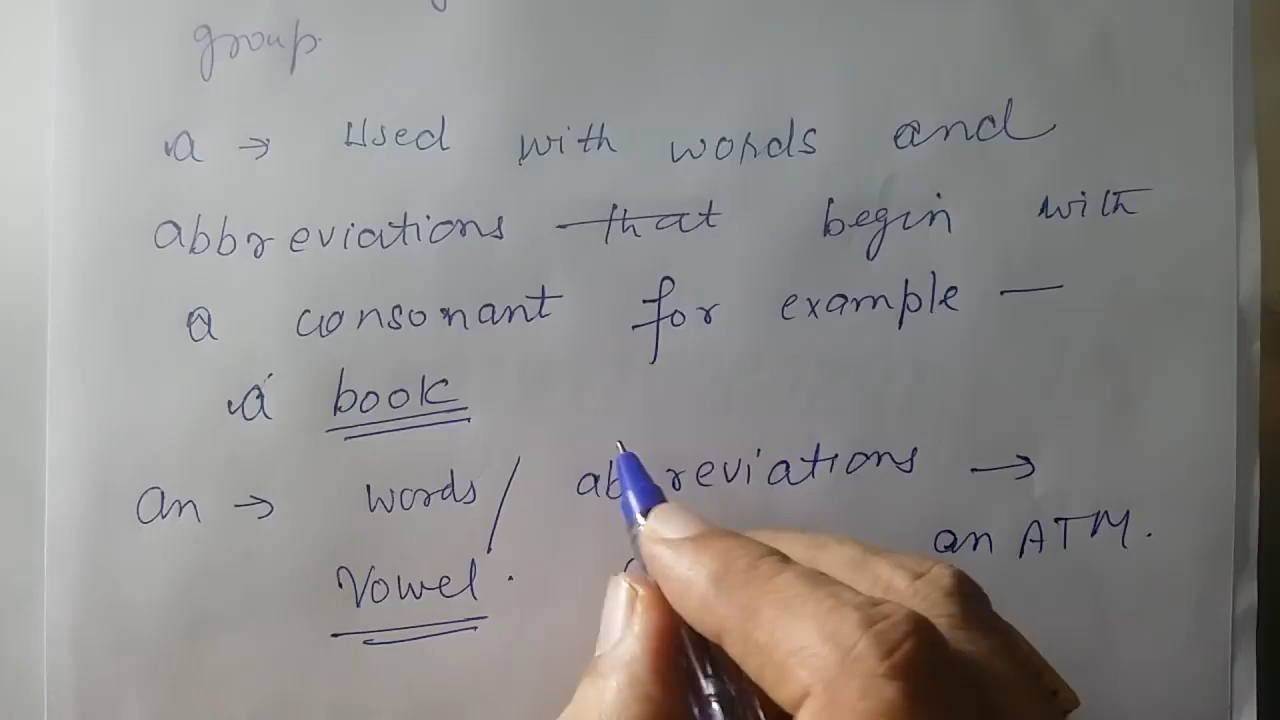 group.
a → Used with words and
abbreviations that begin with
a consonant for example —
a book
an → words / abbreviations →
an ATM.
Vowel.